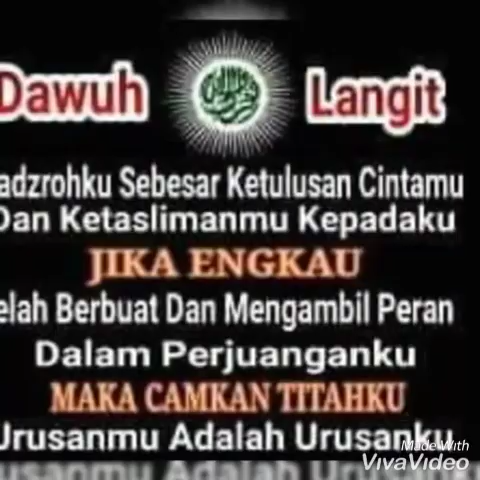 Dawuh Langit
adzrohku Sebesar Ketulusan Cintamu
Dan Ketaslimanmu Kepadaku
JIKA ENGKAU
elah Berbuat Dan Mengambil Peran
Dalam Perjuanganku
MAKA CAMKAN TITAHKU
Urusanmu Adalah Urusanku
Made With
VivaVideo